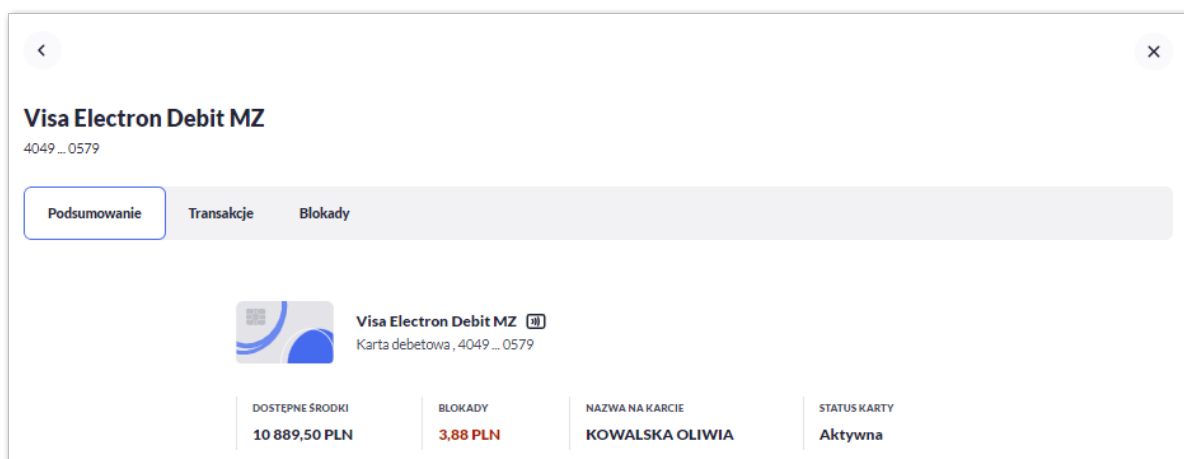 Visa Electron Debit MZ
4049 ... 0579
Podsumowanie Transakcje Blokady
Visa Electron Debit MZ
Karta debetowa , 4049 ... 0579
DOSTĘPNE ŚRODKI BLOKADY NAZWA NA KARCIE STATUS KARTY
10 889,50 PLN 3,88 PLN KOWALSKA OLIWIA Aktywna